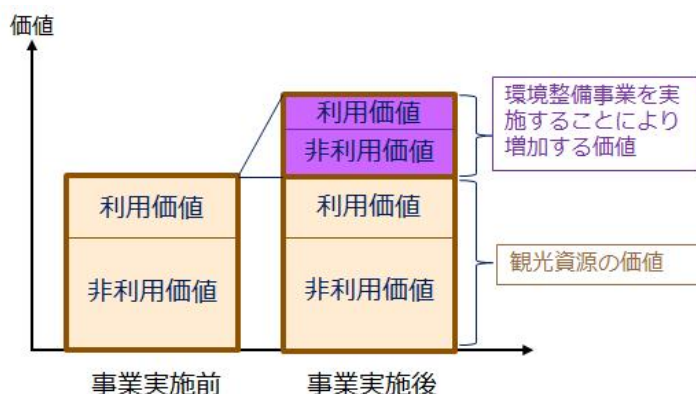 価値
利用価値
非利用価値
環境整備事業を実
施することにより
増加する価値
利用価値
非利用価値
利用価値
非利用価値
観光資源の価値
事業実施前
事業実施後